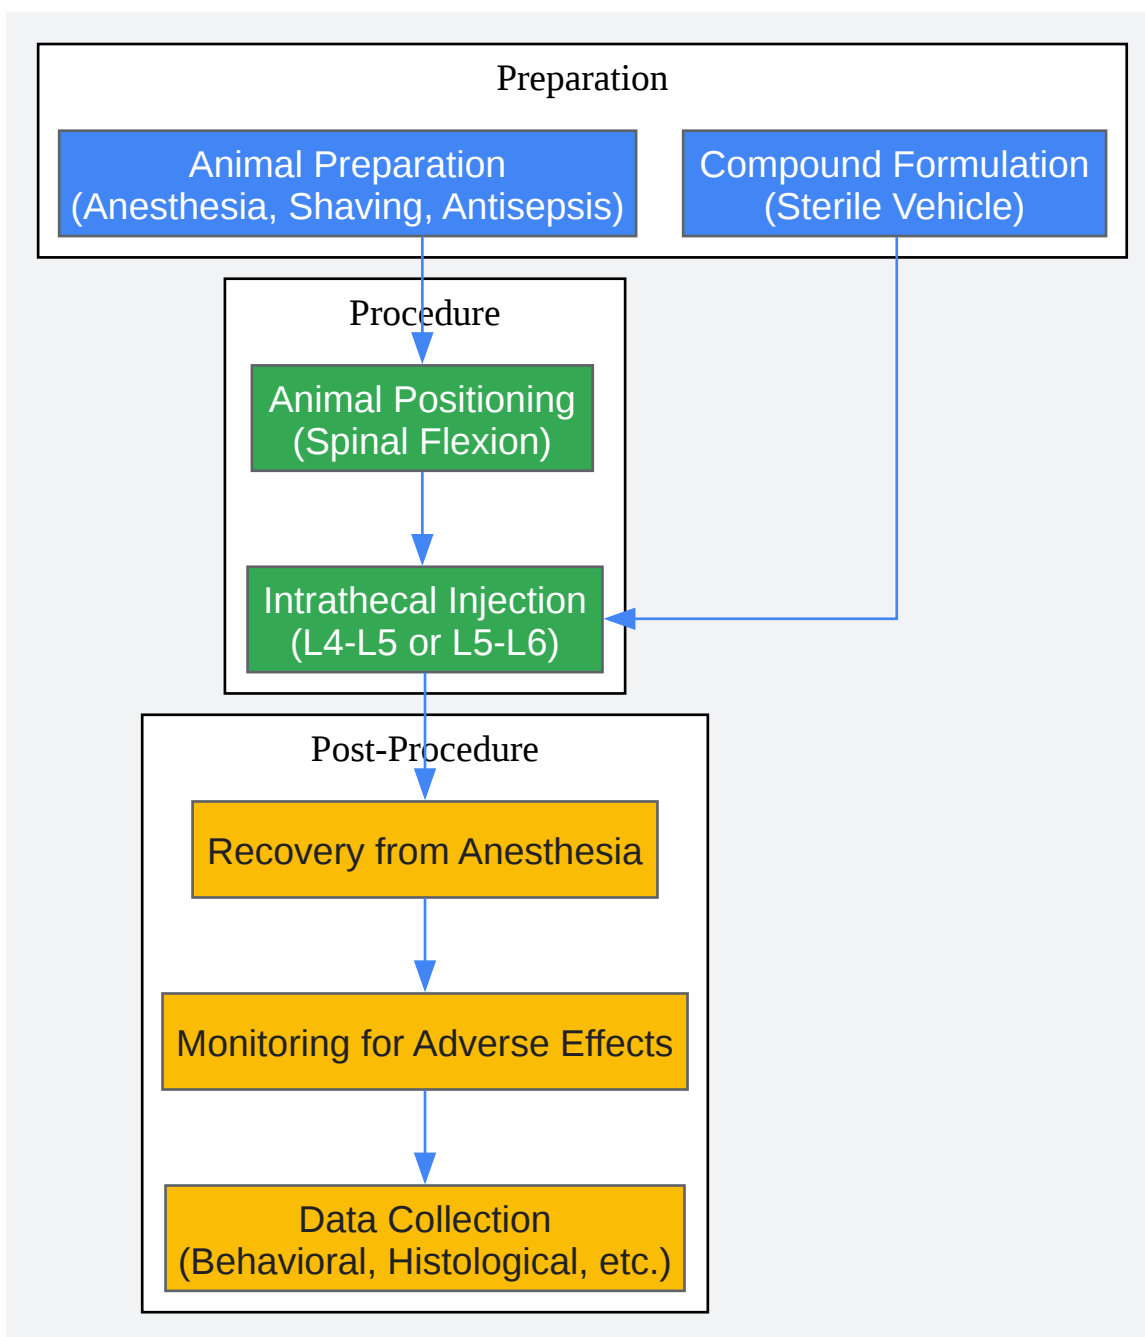 Preparation
Animal Preparation
(Anesthesia, Shaving, Antisepsis)
Compound Formulation
(Sterile Vehicle)
Procedure
Animal Positioning
(Spinal Flexion)
Intrathecal Injection
(L4-L5 or L5-L6)
Post-Procedure
Recovery from Anesthesia
Monitoring for Adverse Effects
Data Collection
(Behavioral, Histological, etc.)